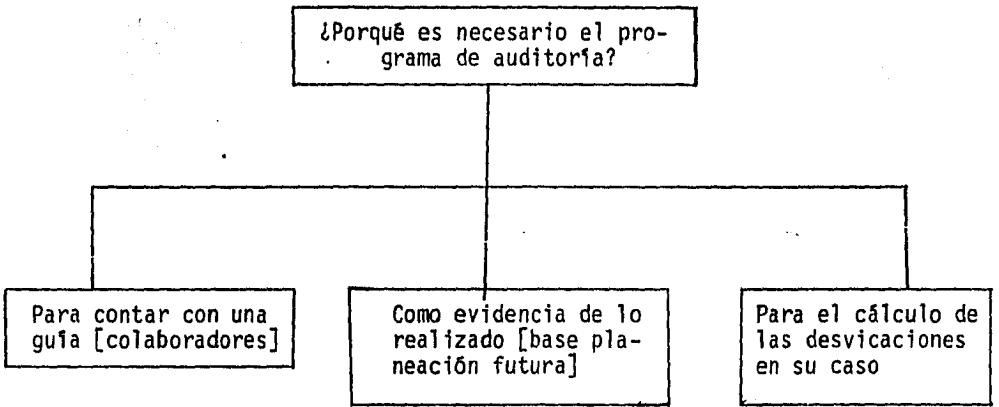 ¿Porqué es necesario el pro-
grama de auditoría?
Para contar con una
guía [colaboradores]
Como evidencia de lo
realizado [base pla-
neación futura]
Para el cálculo de
las desvicaciones
en su caso